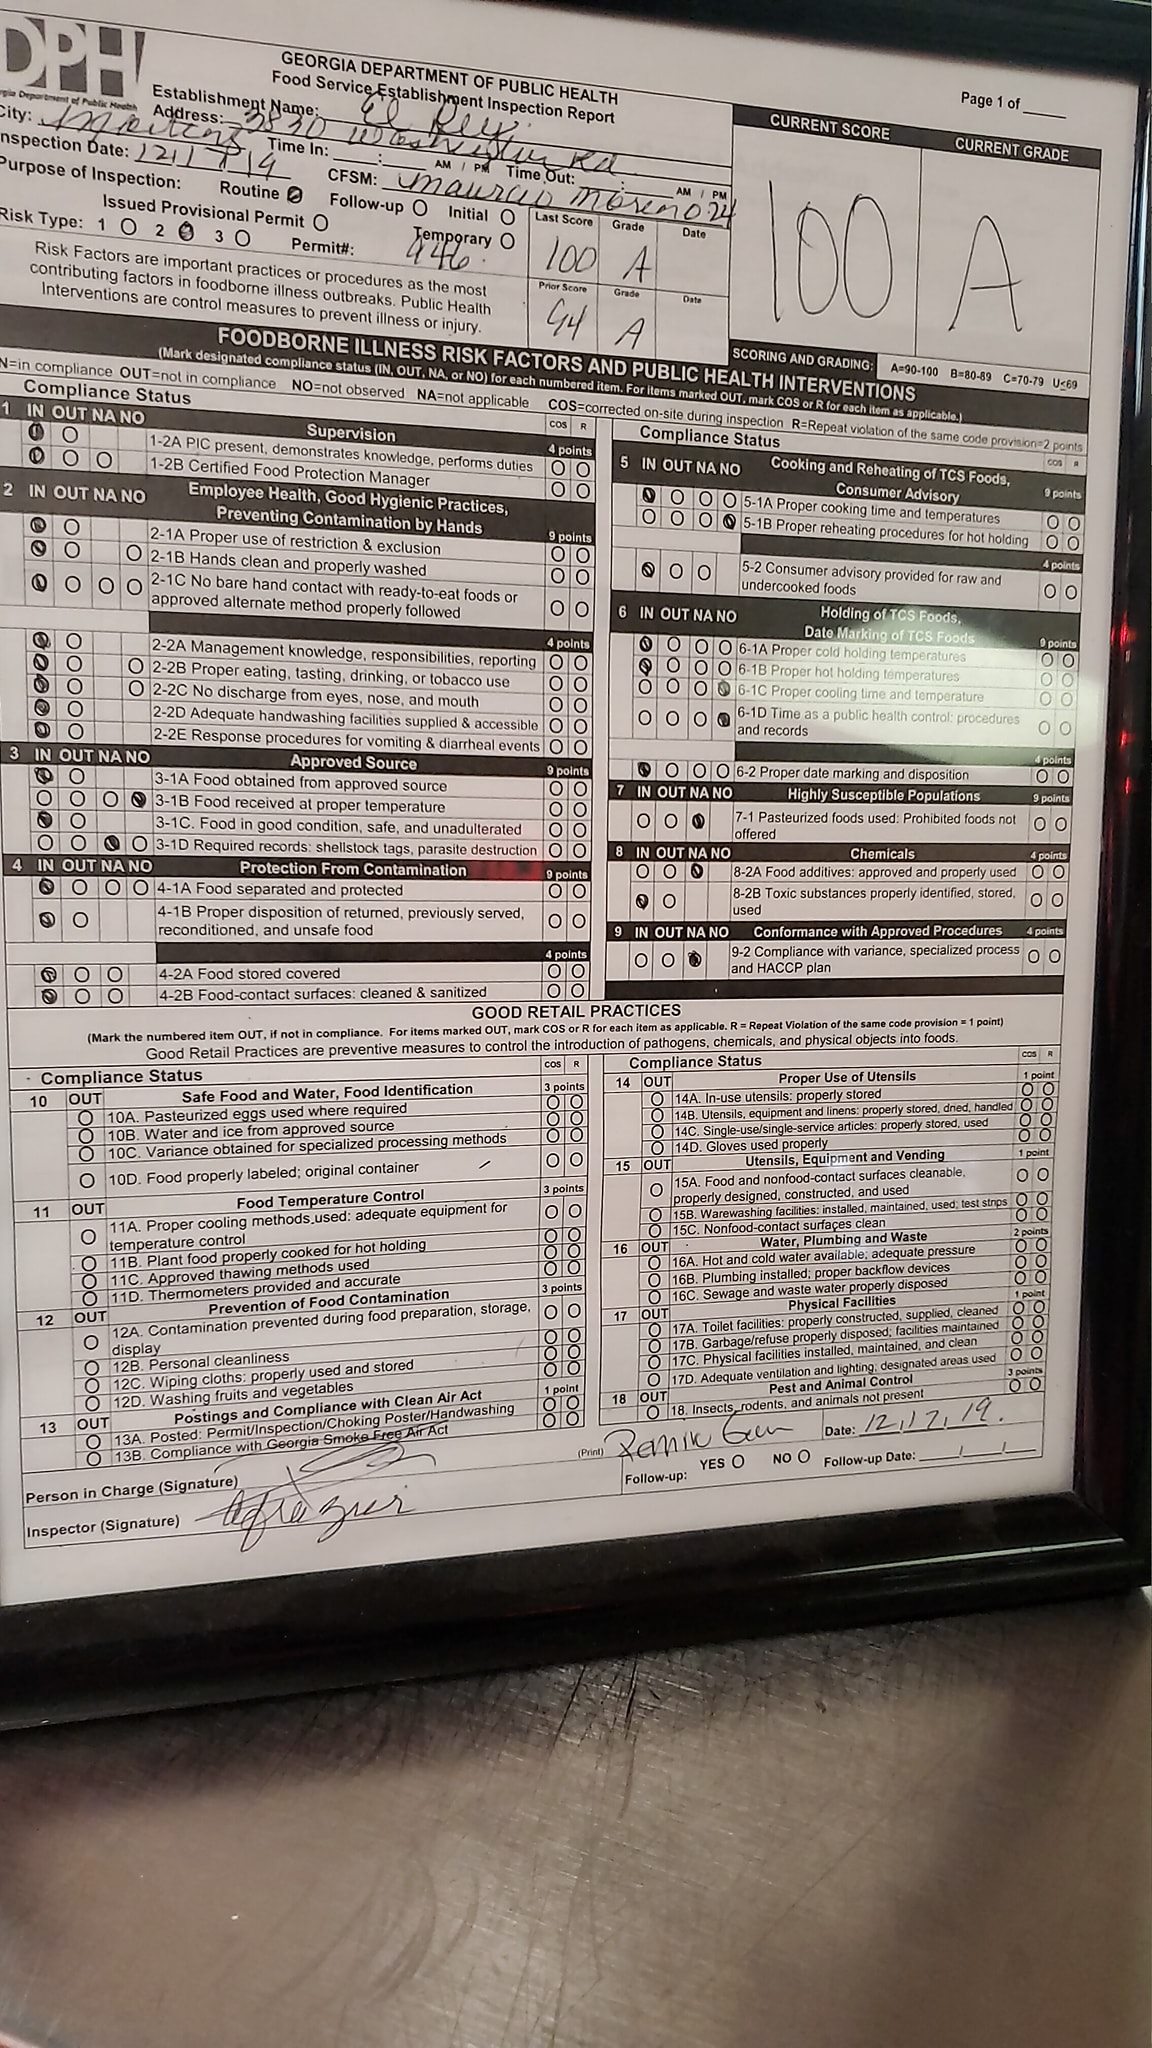 DPH
Georgia Department of Public Health
GEORGIA DEPARTMENT OF PUBLIC HEALTH
Food Service Establishment Inspection Report
Page 1 of
Establishment Name: El Rey
Address: 3830 Washington Rd
City: Martinez
Inspection Date: 12/17/19 Time In: : AM / PM Time Out: : AM / PM
Purpose of Inspection: Routine Follow-up Initial
CFSM: Mauricio Moreno 24
Issued Provisional Permit Temporary
Risk Type: 1 2 3 Permit#: 946
Risk Factors are important practices or procedures as the most
contributing factors in foodborne illness outbreaks. Public Health
Interventions are control measures to prevent illness or injury.
Last Score Grade Date
100 A
Prior Score Grade Date
94 A
CURRENT SCORE CURRENT GRADE
100 A
SCORING AND GRADING: A=90-100 B=80-89 C=70-79 U≤69
FOODBORNE ILLNESS RISK FACTORS AND PUBLIC HEALTH INTERVENTIONS
(Mark designated compliance status (IN, OUT, NA, or NO) for each numbered item. For items marked OUT, mark COS or R for each item as applicable.)
N=in compliance OUT=not in compliance NO=not observed NA=not applicable COS=corrected on-site during inspection R=Repeat violation of the same code provision=2 points
Compliance Status COS R
1 IN OUT NA NO Supervision 4 points
1-2A PIC present, demonstrates knowledge, performs duties
1-2B Certified Food Protection Manager
2 IN OUT NA NO Employee Health, Good Hygienic Practices,
Preventing Contamination by Hands 9 points
2-1A Proper use of restriction & exclusion
2-1B Hands clean and properly washed
2-1C No bare hand contact with ready-to-eat foods or
approved alternate method properly followed
4 points
2-2A Management knowledge, responsibilities, reporting
2-2B Proper eating, tasting, drinking, or tobacco use
2-2C No discharge from eyes, nose, and mouth
2-2D Adequate handwashing facilities supplied & accessible
2-2E Response procedures for vomiting & diarrheal events
3 IN OUT NA NO Approved Source 9 points
3-1A Food obtained from approved source
3-1B Food received at proper temperature
3-1C. Food in good condition, safe, and unadulterated
3-1D Required records: shellstock tags, parasite destruction
4 IN OUT NA NO Protection From Contamination 9 points
4-1A Food separated and protected
4-1B Proper disposition of returned, previously served,
reconditioned, and unsafe food
4 points
4-2A Food stored covered
4-2B Food-contact surfaces: cleaned & sanitized
Compliance Status COS R
5 IN OUT NA NO Cooking and Reheating of TCS Foods,
Consumer Advisory 9 points
5-1A Proper cooking time and temperatures
5-1B Proper reheating procedures for hot holding
4 points
5-2 Consumer advisory provided for raw and
undercooked foods
6 IN OUT NA NO Holding of TCS Foods,
Date Marking of TCS Foods 9 points
6-1A Proper cold holding temperatures
6-1B Proper hot holding temperatures
6-1C Proper cooling time and temperature
6-1D Time as a public health control: procedures
and records
4 points
6-2 Proper date marking and disposition
7 IN OUT NA NO Highly Susceptible Populations 9 points
7-1 Pasteurized foods used: Prohibited foods not
offered
8 IN OUT NA NO Chemicals 4 points
8-2A Food additives: approved and properly used
8-2B Toxic substances properly identified, stored,
used
9 IN OUT NA NO Conformance with Approved Procedures 4 points
9-2 Compliance with variance, specialized process
and HACCP plan
GOOD RETAIL PRACTICES
(Mark the numbered item OUT, if not in compliance. For items marked OUT, mark COS or R for each item as applicable. R = Repeat Violation of the same code provision = 1 point)
Good Retail Practices are preventive measures to control the introduction of pathogens, chemicals, and physical objects into foods.
Compliance Status COS R
10 OUT Safe Food and Water, Food Identification 3 points
10A. Pasteurized eggs used where required
10B. Water and ice from approved source
10C. Variance obtained for specialized processing methods
10D. Food properly labeled; original container
11 OUT Food Temperature Control 3 points
11A. Proper cooling methods used: adequate equipment for
temperature control
11B. Plant food properly cooked for hot holding
11C. Approved thawing methods used
11D. Thermometers provided and accurate
12 OUT Prevention of Food Contamination 3 points
12A. Contamination prevented during food preparation, storage,
display
12B. Personal cleanliness
12C. Wiping cloths: properly used and stored
12D. Washing fruits and vegetables
13 OUT Postings and Compliance with Clean Air Act 1 point
13A. Posted: Permit/Inspection/Choking Poster/Handwashing
13B. Compliance with Georgia Smoke Free Air Act
Compliance Status COS R
14 OUT Proper Use of Utensils 1 point
14A. In-use utensils: properly stored
14B. Utensils, equipment and linens: properly stored, dried, handled
14C. Single-use/single-service articles: properly stored, used
14D. Gloves used properly
15 OUT Utensils, Equipment and Vending 1 point
15A. Food and nonfood-contact surfaces cleanable,
properly designed, constructed, and used
15B. Warewashing facilities: installed, maintained, used; test strips
15C. Nonfood-contact surfaces clean
16 OUT Water, Plumbing and Waste 2 points
16A. Hot and cold water available; adequate pressure
16B. Plumbing installed; proper backflow devices
16C. Sewage and waste water properly disposed
17 OUT Physical Facilities 1 point
17A. Toilet facilities: properly constructed, supplied, cleaned
17B. Garbage/refuse properly disposed; facilities maintained
17C. Physical facilities installed, maintained, and clean
17D. Adequate ventilation and lighting; designated areas used
18 OUT Pest and Animal Control 3 points
18. Insects, rodents, and animals not present
Person in Charge (Signature) (Print) Date: 12/17/19.
Inspector (Signature) Follow-up: YES NO Follow-up Date: / /